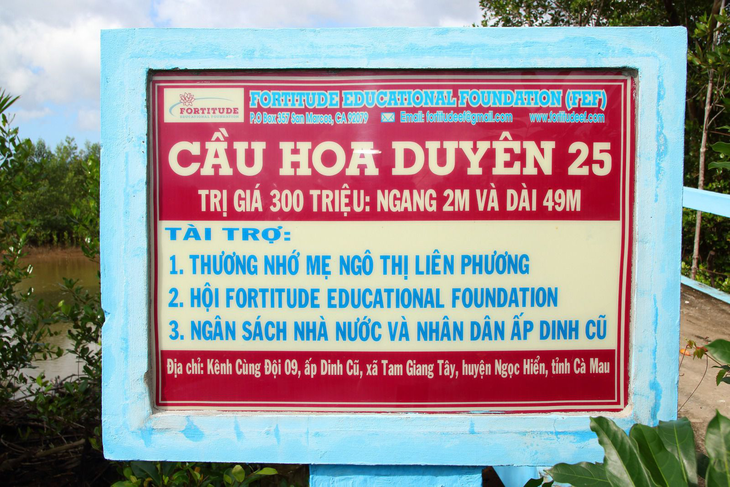 FORTITUDE
FORTITUDE EDUCATIONAL FOUNDATION (FEF)
P.O Box 357 San Marcos, CA 92079 Email: fortitudeef@gmail.com www.fortitudeef.com
CẦU HOA DUYÊN 25
TRỊ GIÁ 300 TRIỆU: NGANG 2M VÀ DÀI 49M
TÀI TRỢ:
1. THƯƠNG NHỚ MẸ NGÔ THỊ LIÊN PHƯƠNG
2. HỘI FORTITUDE EDUCATIONAL FOUNDATION
3. NGÂN SÁCH NHÀ NƯỚC VÀ NHÂN DÂN ẤP DINH CŨ
Địa chỉ: Kênh Cùng Đội 09, ấp Dinh Cũ, xã Tam Giang Tây, huyện Ngọc Hiển, tỉnh Cà Mau